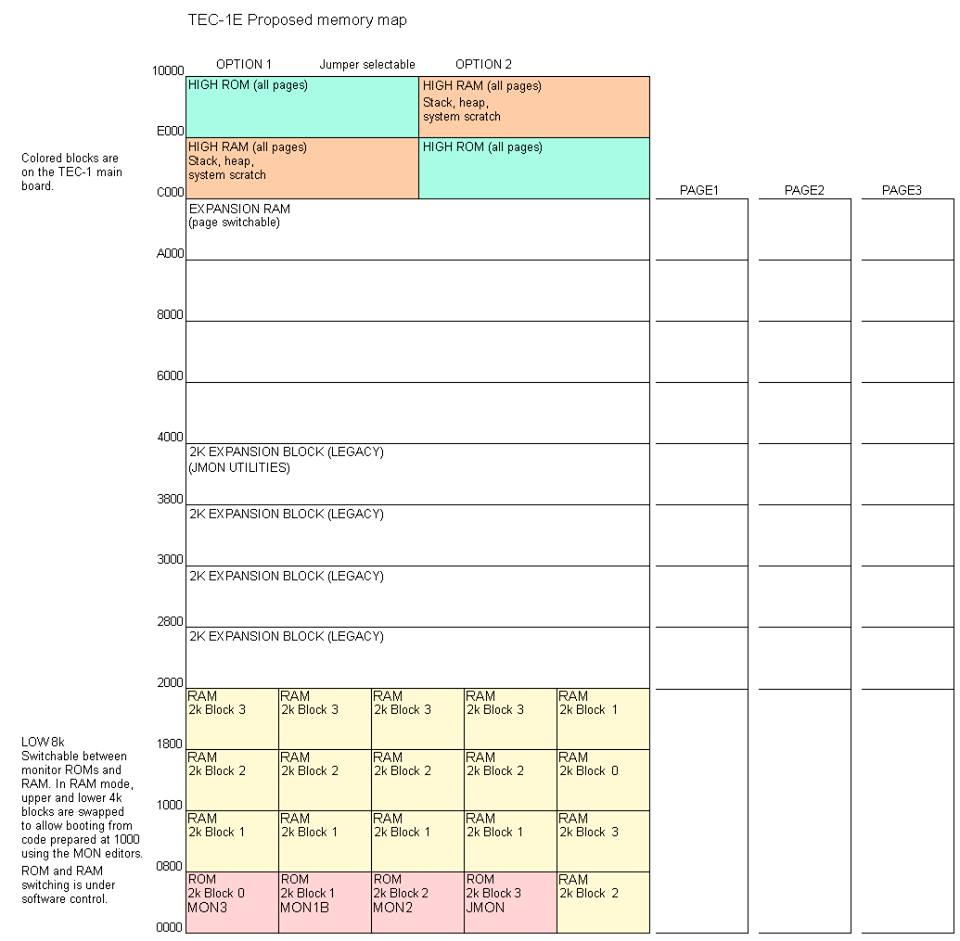 TEC-1E Proposed memory map
OPTION 1 Jumper selectable OPTION 2
10000
HIGH ROM (all pages)
HIGH RAM (all pages)
Stack, heap,
system scratch
E000
HIGH RAM (all pages)
Stack, heap,
system scratch
HIGH ROM (all pages)
Colored blocks are
on the TEC-1 main
board.
C000
PAGE1 PAGE2 PAGE3
EXPANSION RAM
(page switchable)
A000
8000
6000
4000
2K EXPANSION BLOCK (LEGACY)
(JMON UTILITIES)
3800
2K EXPANSION BLOCK (LEGACY)
3000
2K EXPANSION BLOCK (LEGACY)
2800
2K EXPANSION BLOCK (LEGACY)
2000
RAM RAM RAM RAM RAM
2k Block 3 2k Block 3 2k Block 3 2k Block 3 2k Block 1
1800
RAM RAM RAM RAM RAM
2k Block 2 2k Block 2 2k Block 2 2k Block 2 2k Block 0
1000
RAM RAM RAM RAM RAM
2k Block 1 2k Block 1 2k Block 1 2k Block 1 2k Block 3
0800
ROM ROM ROM ROM RAM
2k Block 0 2k Block 1 2k Block 2 2k Block 3 2k Block 2
MON3 MON1B MON2 JMON
0000
LOW 8k
Switchable between
monitor ROMs and
RAM. In RAM mode,
upper and lower 4k
blocks are swapped
to allow booting from
code prepared at 1000
using the MON editors.
ROM and RAM
switching is under
software control.